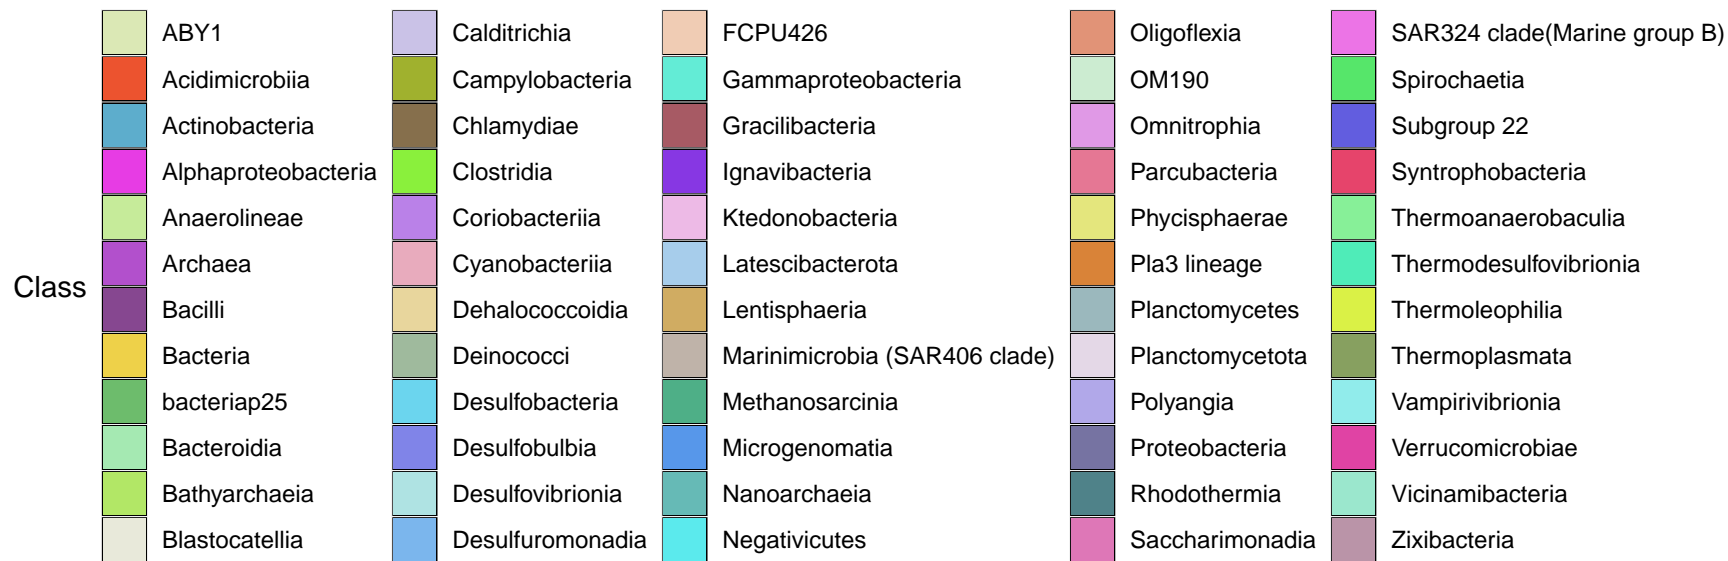 Class
ABY1
Acidimicrobiia
Actinobacteria
Alphaproteobacteria
Anaerolineae
Archaea
Bacilli
Bacteria
bacteriap25
Bacteroidia
Bathyarchaeia
Blastocatellia
Calditrichia
Campylobacteria
Chlamydiae
Clostridia
Coriobacteriia
Cyanobacteriia
Dehalococcoidia
Deinococci
Desulfobacteria
Desulfobulbia
Desulfovibrionia
Desulfuromonadia
FCPU426
Gammaproteobacteria
Gracilibacteria
Ignavibacteria
Ktedonobacteria
Latescibacterota
Lentisphaeria
Marinimicrobia (SAR406 clade)
Methanosarcinia
Microgenomatia
Nanoarchaeia
Negativicutes
Oligoflexia
OM190
Omnitrophia
Parcubacteria
Phycisphaerae
Pla3 lineage
Planctomycetes
Planctomycetota
Polyangia
Proteobacteria
Rhodothermia
Saccharimonadia
SAR324 clade(Marine group B)
Spirochaetia
Subgroup 22
Syntrophobacteria
Thermoanaerobaculia
Thermodesulfovibrionia
Thermoleophilia
Thermoplasmata
Vampirivibrionia
Verrucomicrobiae
Vicinamibacteria
Zixibacteria